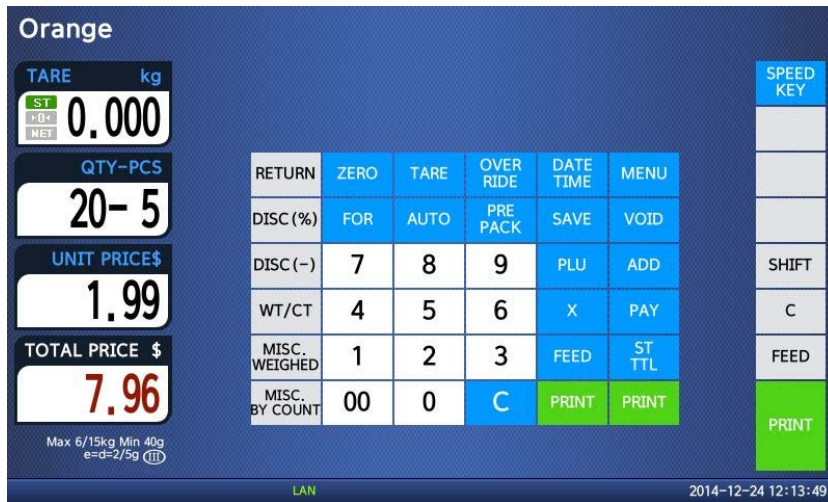 Orange
TARE kg
ST
0.000
→0←
NET
QTY-PCS
20- 5
UNIT PRICE$
1.99
TOTAL PRICE $
7.96
Max 6/15kg Min 40g
e=d=2/5g III
RETURN ZERO TARE OVER RIDE DATE TIME MENU
DISC(%) FOR AUTO PRE PACK SAVE VOID
DISC(-) 7 8 9 PLU ADD
WT/CT 4 5 6 X PAY
MISC. WEIGHED 1 2 3 FEED ST TTL
MISC. BY COUNT 00 0 C PRINT PRINT
SPEED
KEY
SHIFT
C
FEED
PRINT
LAN
2014-12-24 12:13:49